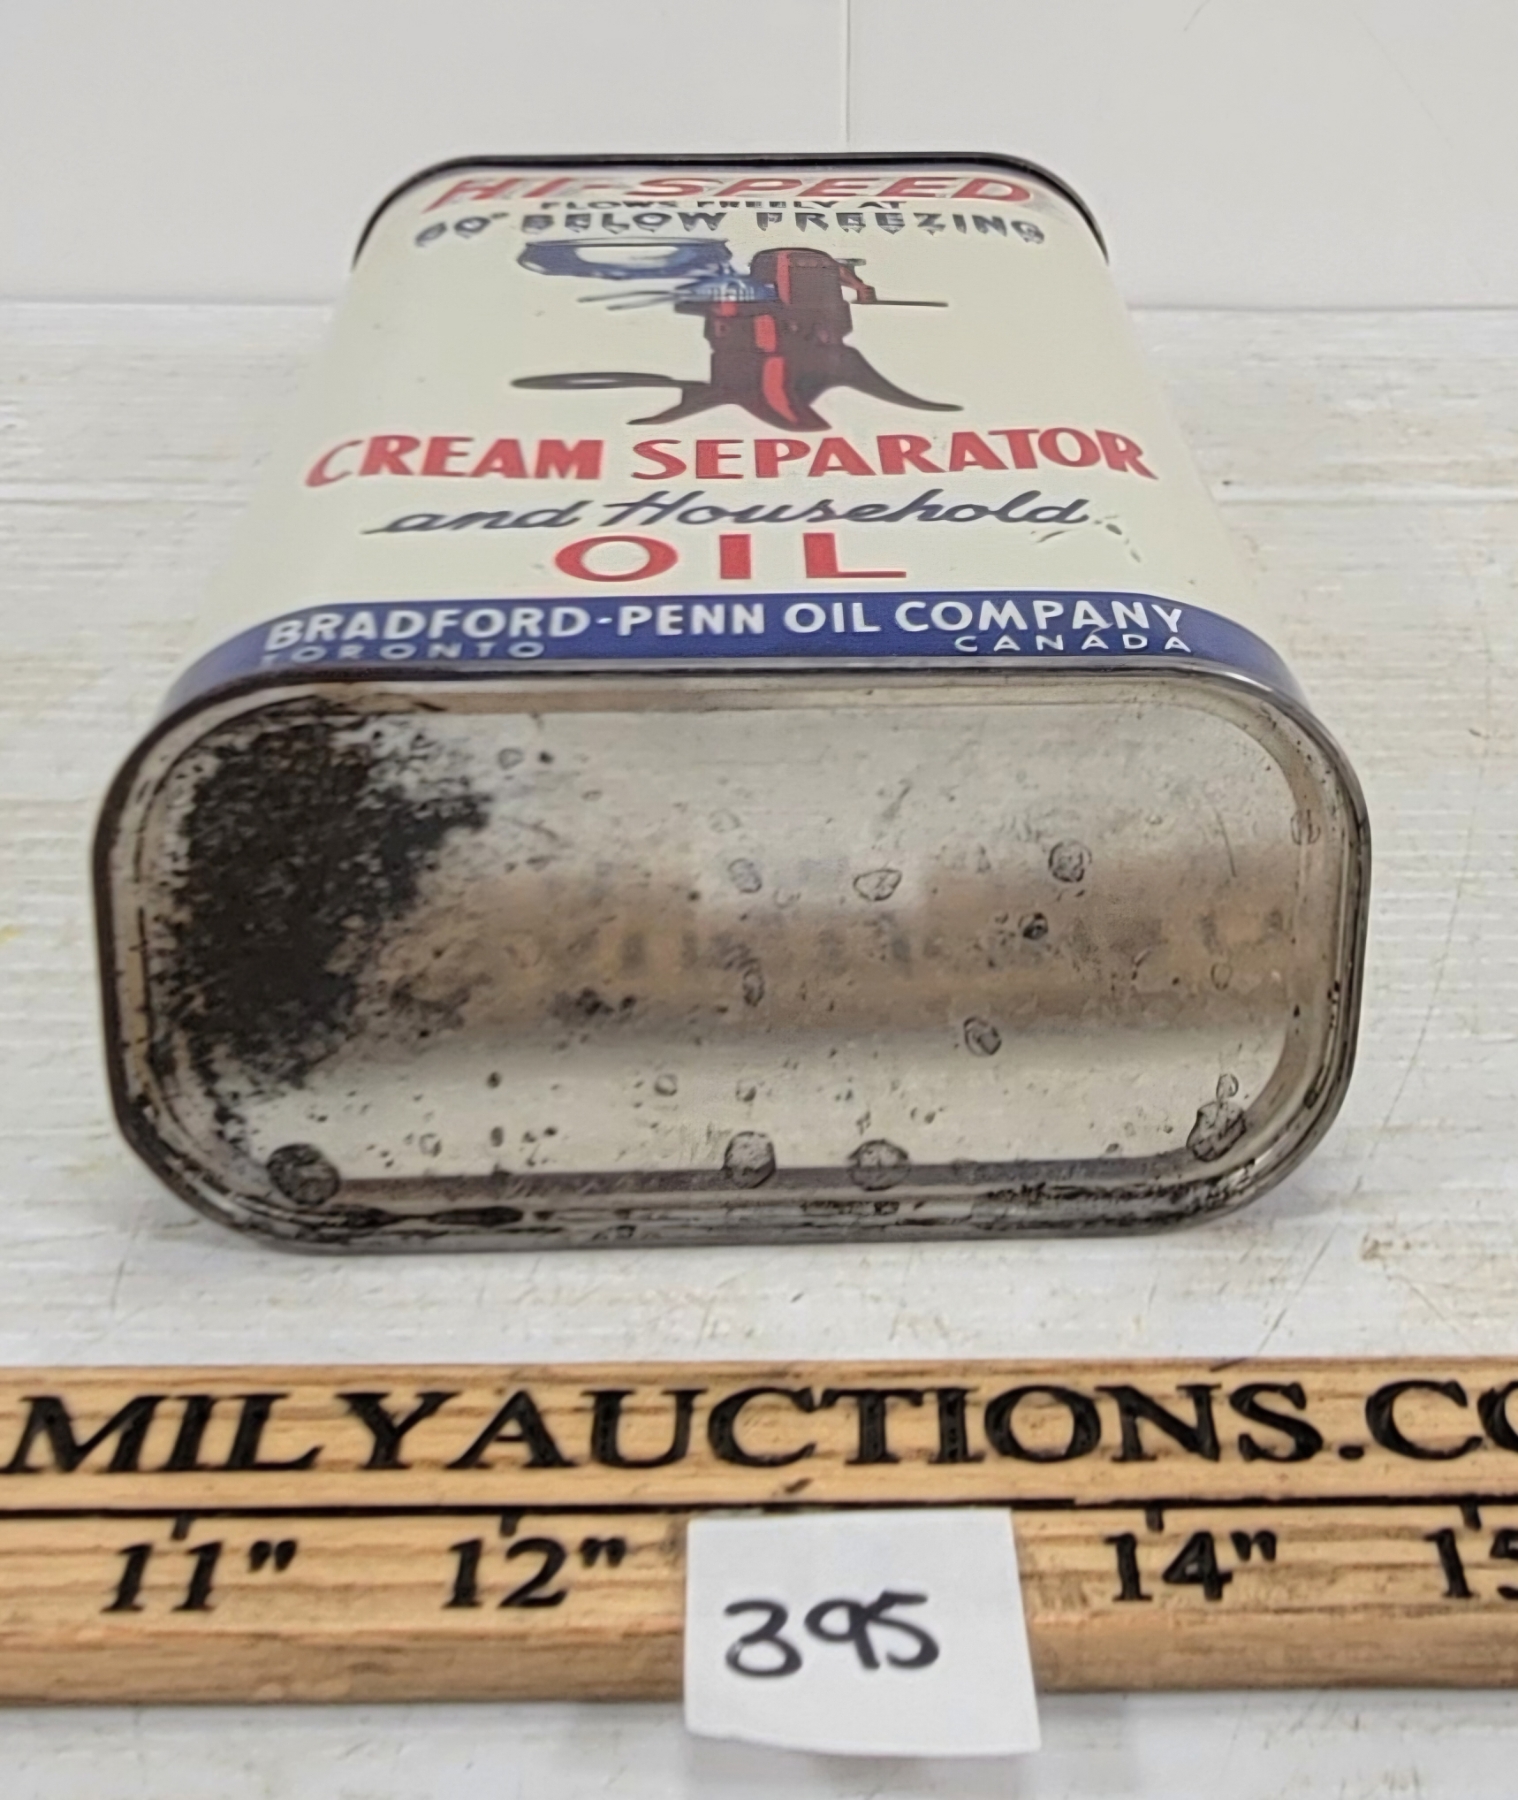 HI-SPEED
FLOWS FREELY AT
60° BELOW FREEZING
CREAM SEPARATOR
and Household
OIL
BRADFORD-PENN OIL COMPANY
TORONTO CANADA
MILYAUCTIONS.CO
11" 12" 14" 15
395